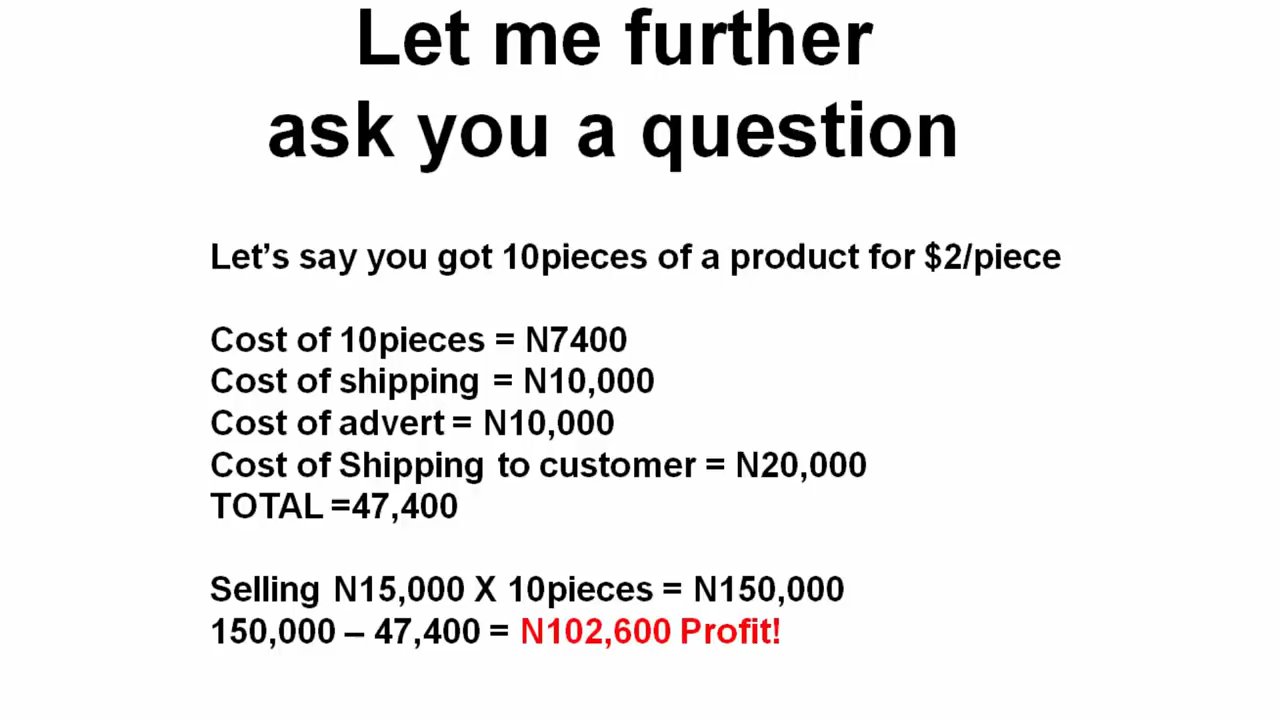 Let me further
ask you a question
Let’s say you got 10pieces of a product for $2/piece
Cost of 10pieces = N7400
Cost of shipping = N10,000
Cost of advert = N10,000
Cost of Shipping to customer = N20,000
TOTAL =47,400
Selling N15,000 X 10pieces = N150,000
150,000 – 47,400 = N102,600 Profit!